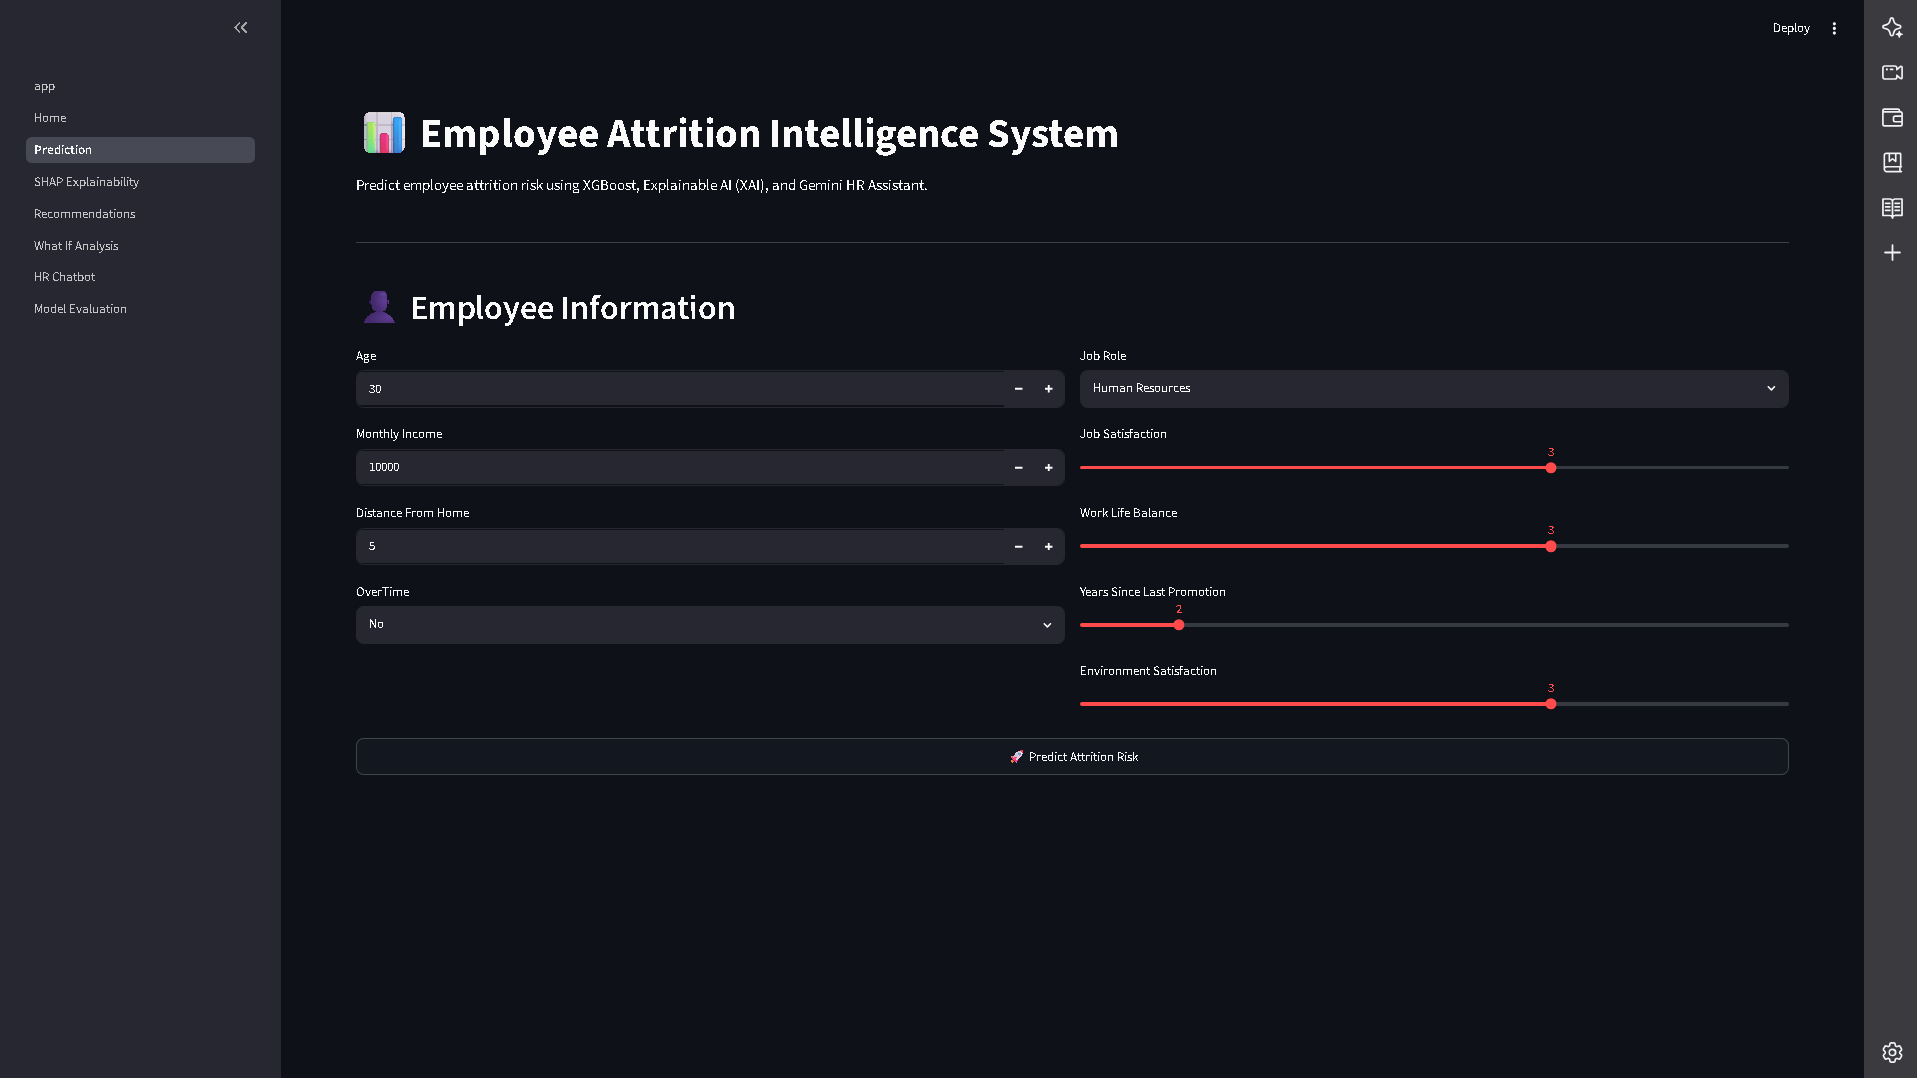 app
Home
Prediction
SHAP Explainability
Recommendations
What If Analysis
HR Chatbot
Model Evaluation
Deploy
Employee Attrition Intelligence System
Predict employee attrition risk using XGBoost, Explainable AI (XAI), and Gemini HR Assistant.
Employee Information
Age
30
Monthly Income
10000
Distance From Home
5
OverTime
No
Job Role
Human Resources
Job Satisfaction
3
Work Life Balance
3
Years Since Last Promotion
2
Environment Satisfaction
3
Predict Attrition Risk